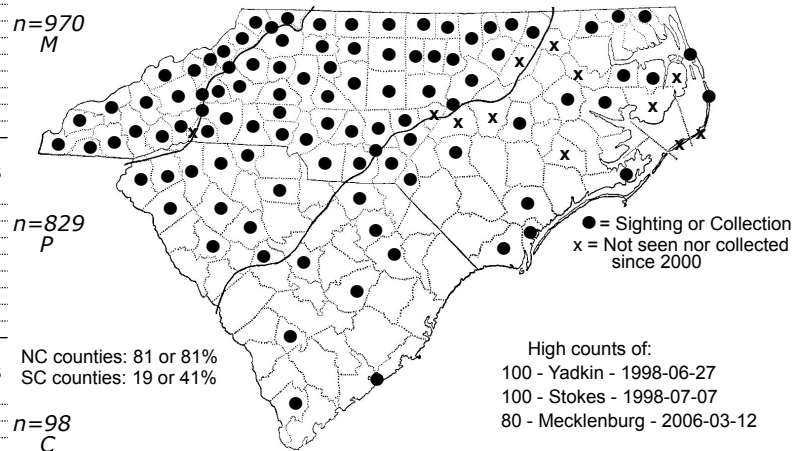 n=970
M
n=829
P
n=98
C
● = Sighting or Collection
x = Not seen nor collected
since 2000
NC counties: 81 or 81%
SC counties: 19 or 41%
High counts of:
100 - Yadkin - 1998-06-27
100 - Stokes - 1998-07-07
80 - Mecklenburg - 2006-03-12